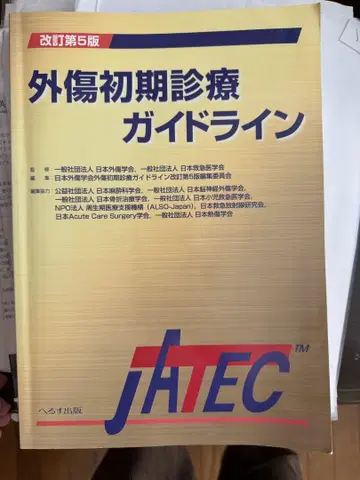 改訂第5版
外傷初期診療
ガイドライン
監 修 一般社団法人 日本外傷学会、一般社団法人 日本救急医学会
編 集 日本外傷学会外傷初期診療ガイドライン改訂第5版編集委員会
編集協力：公益社団法人 日本麻酔科学会、一般社団法人 日本脳神経外傷学会、
一般社団法人 日本骨折治療学会、一般社団法人 日本小児救急医学会、
NPO法人 周生期医療支援機構（ALSO-Japan）、日本救急放射線研究会、
日本Acute Care Surgery学会、一般社団法人 日本熱傷学会
JATEC™
へるす出版